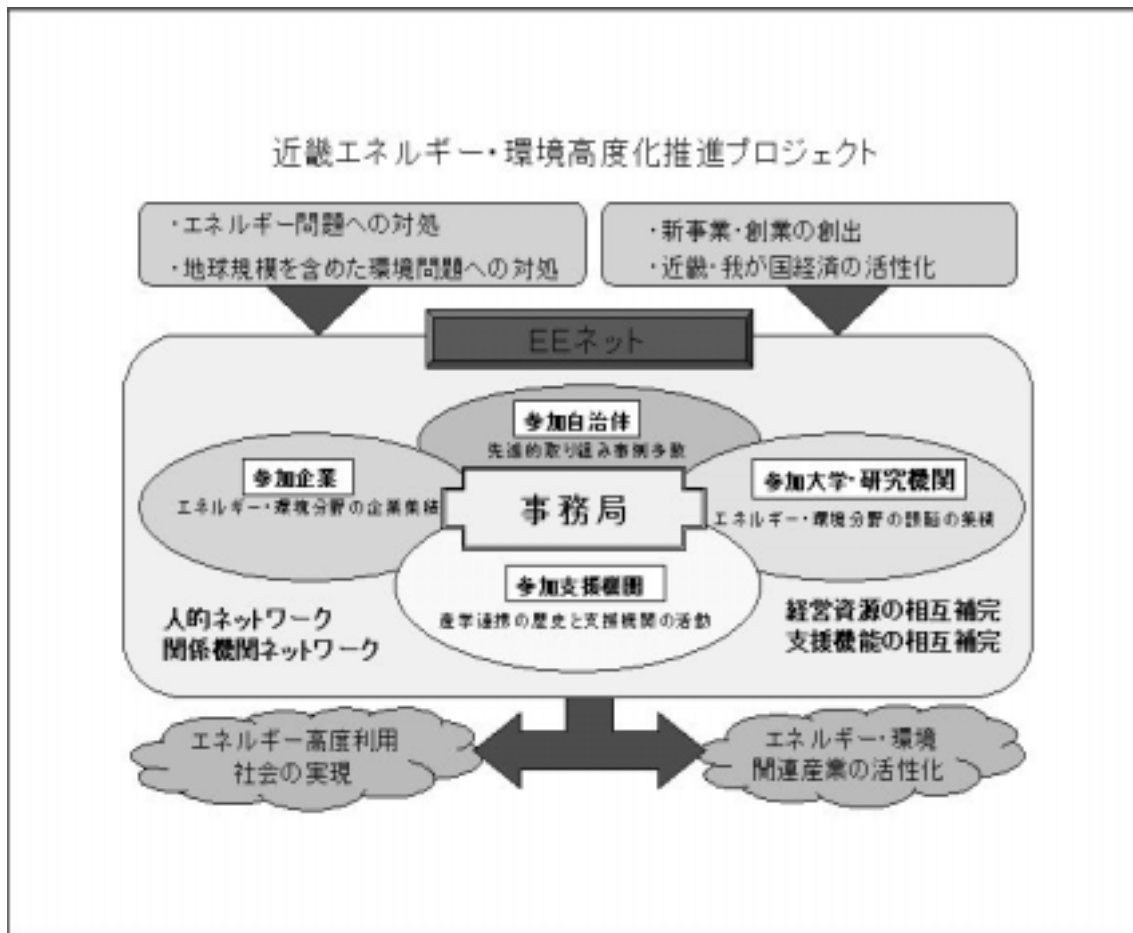 近畿エネルギー・環境高度化推進プロジェクト
・エネルギー問題への対処
・地球規模を含めた環境問題への対処
・新事業・創業の創出
・近畿・我が国経済の活性化
EEネット
参加自治体
先進的取り組み事例多数
参加企業
エネルギー・環境分野の企業集積
事務局
参加大学・研究機関
エネルギー・環境分野の頭脳の集積
参加支援機関
産学連携の歴史と支援機関の活動
人的ネットワーク
関係機関ネットワーク
経営資源の相互補完
支援機能の相互補完
エネルギー高度利用
社会の実現
エネルギー・環境
関連産業の活性化